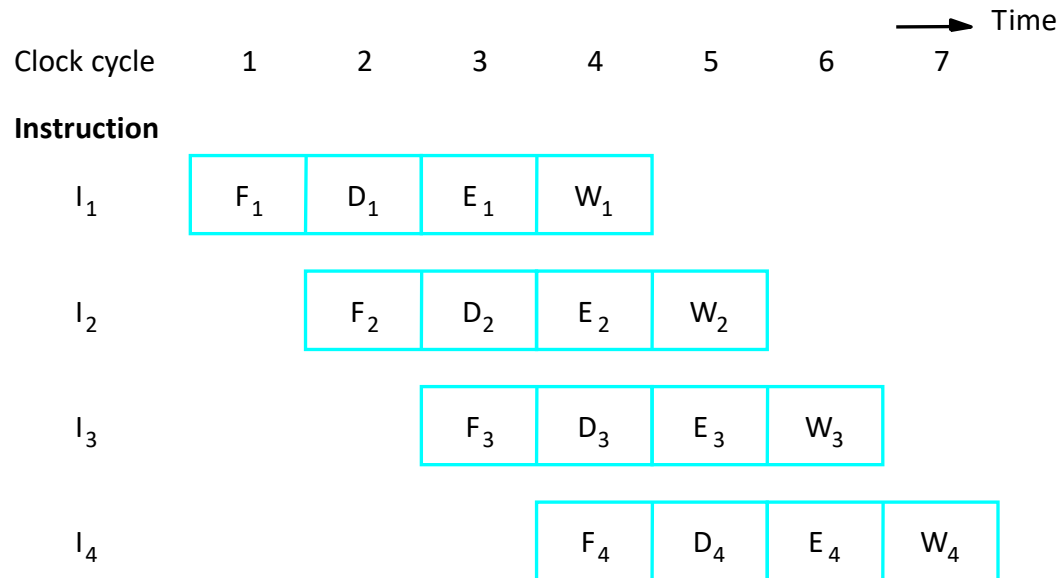 Time
Clock cycle 1 2 3 4 5 6 7
Instruction
I₁ F₁ D₁ E₁ W₁
I₂ F₂ D₂ E₂ W₂
I₃ F₃ D₃ E₃ W₃
I₄ F₄ D₄ E₄ W₄